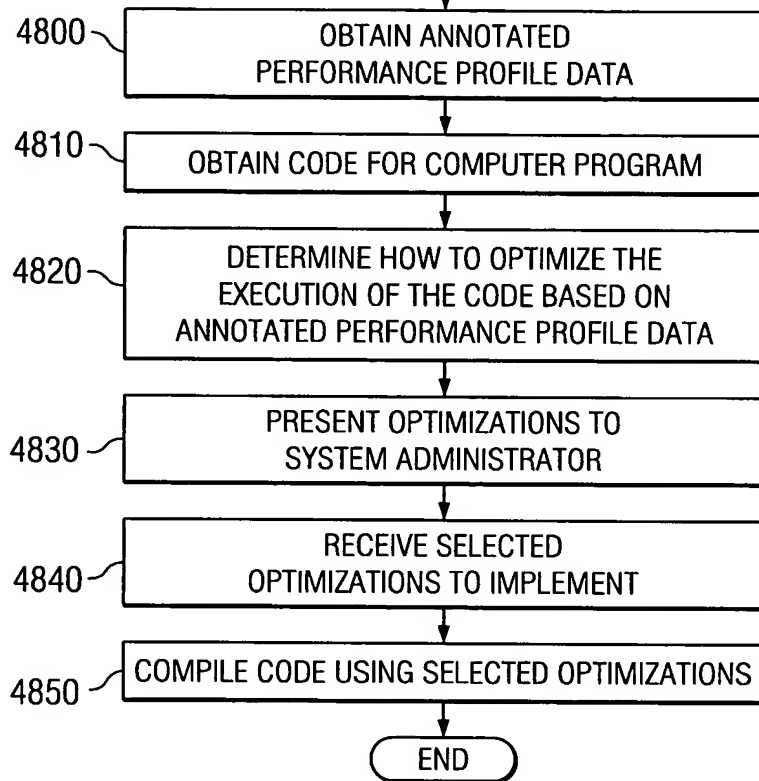 4800
OBTAIN ANNOTATED
PERFORMANCE PROFILE DATA
4810
OBTAIN CODE FOR COMPUTER PROGRAM
4820
DETERMINE HOW TO OPTIMIZE THE
EXECUTION OF THE CODE BASED ON
ANNOTATED PERFORMANCE PROFILE DATA
4830
PRESENT OPTIMIZATIONS TO
SYSTEM ADMINISTRATOR
4840
RECEIVE SELECTED
OPTIMIZATIONS TO IMPLEMENT
4850
COMPILE CODE USING SELECTED OPTIMIZATIONS
END